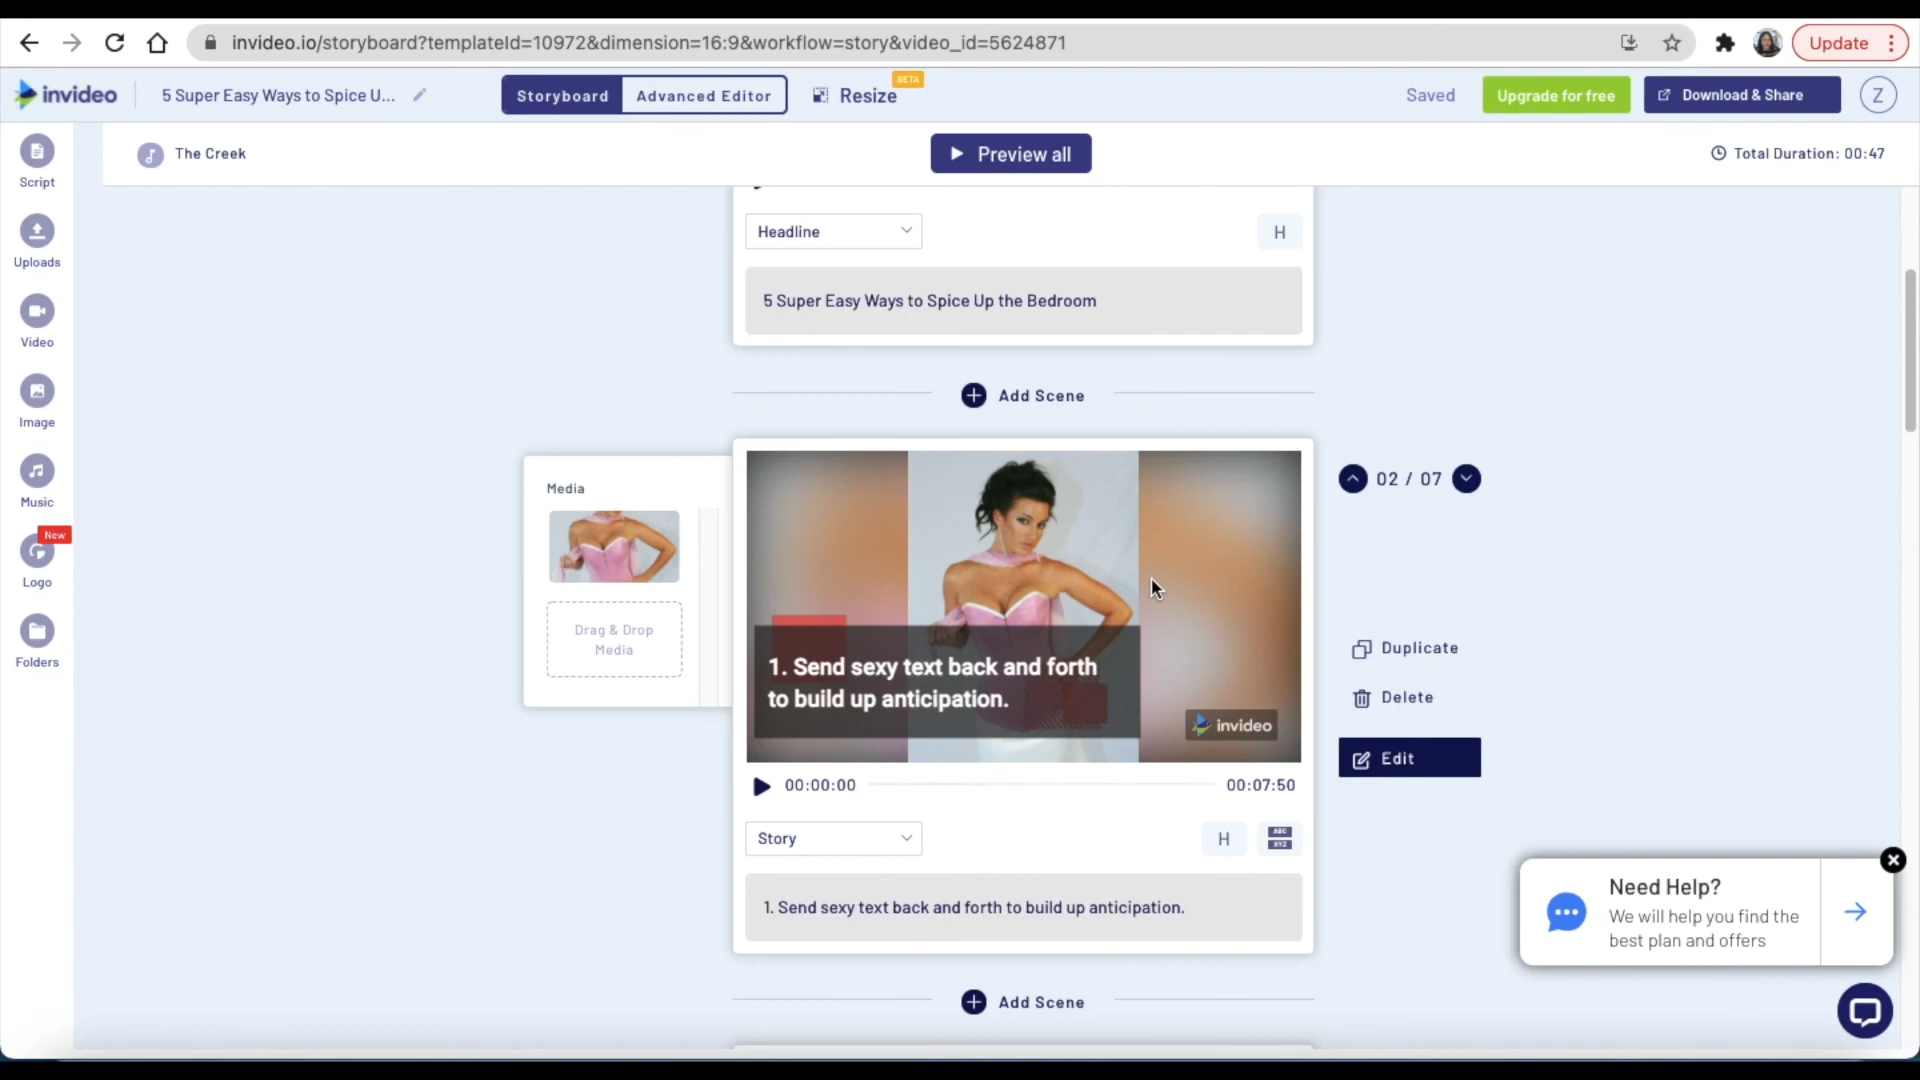 invideo.io/storyboard?templateId=10972&dimension=16:9&workflow=story&video_id=5624871
Update
invideo
5 Super Easy Ways to Spice U...
Storyboard
Advanced Editor
Resize
BETA
Saved
Upgrade for free
Download & Share
Z
The Creek
Preview all
Total Duration: 00:47
Script
Uploads
Video
Image
Music
New
Logo
Folders
Headline
H
5 Super Easy Ways to Spice Up the Bedroom
Add Scene
Media
Drag & Drop
Media
1. Send sexy text back and forth
to build up anticipation.
invideo
02 / 07
Duplicate
Delete
Edit
00:00:00
00:07:50
Story
H
ABC
XYZ
1. Send sexy text back and forth to build up anticipation.
Add Scene
Need Help?
We will help you find the
best plan and offers